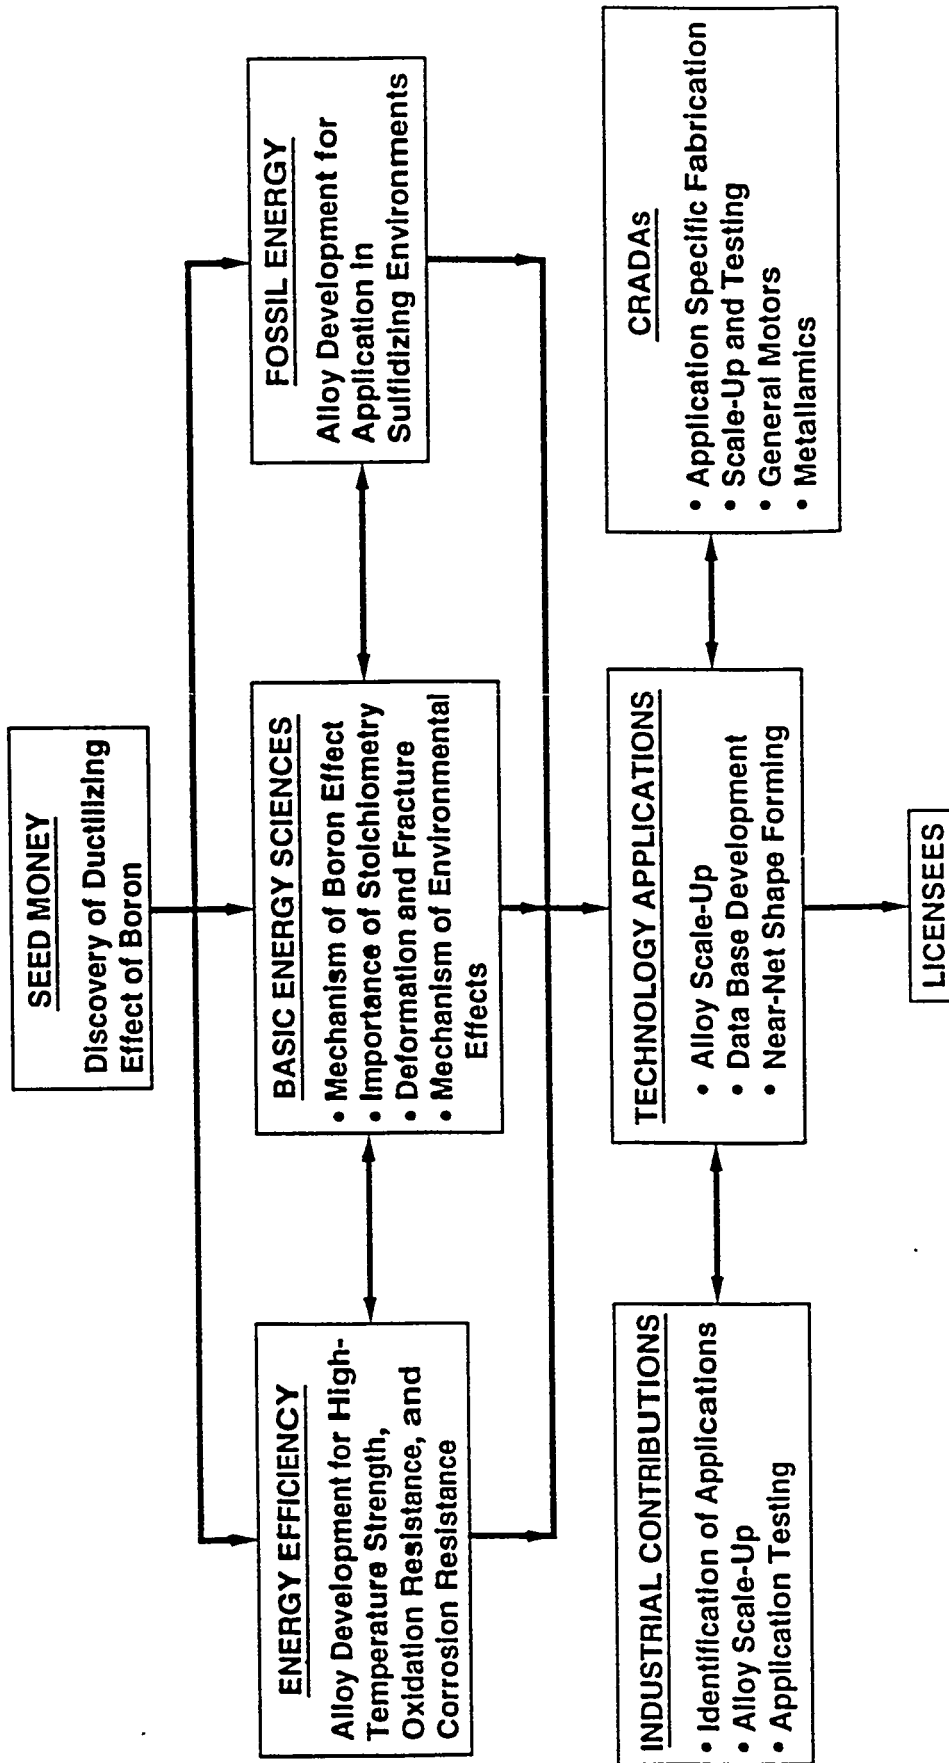 SEED MONEY
Discovery of Ductilizing
Effect of Boron
ENERGY EFFICIENCY
Alloy Development for High-
Temperature Strength,
Oxidation Resistance, and
Corrosion Resistance
BASIC ENERGY SCIENCES
• Mechanism of Boron Effect
• Importance of Stoichiometry
• Deformation and Fracture
• Mechanism of Environmental
Effects
FOSSIL ENERGY
Alloy Development for
Application In
Sulfidizing Environments
INDUSTRIAL CONTRIBUTIONS
• Identification of Applications
• Alloy Scale-Up
• Application Testing
TECHNOLOGY APPLICATIONS
• Alloy Scale-Up
• Data Base Development
• Near-Net Shape Forming
CRADAs
• Application Specific Fabrication
• Scale-Up and Testing
• General Motors
• Metallamics
LICENSEES